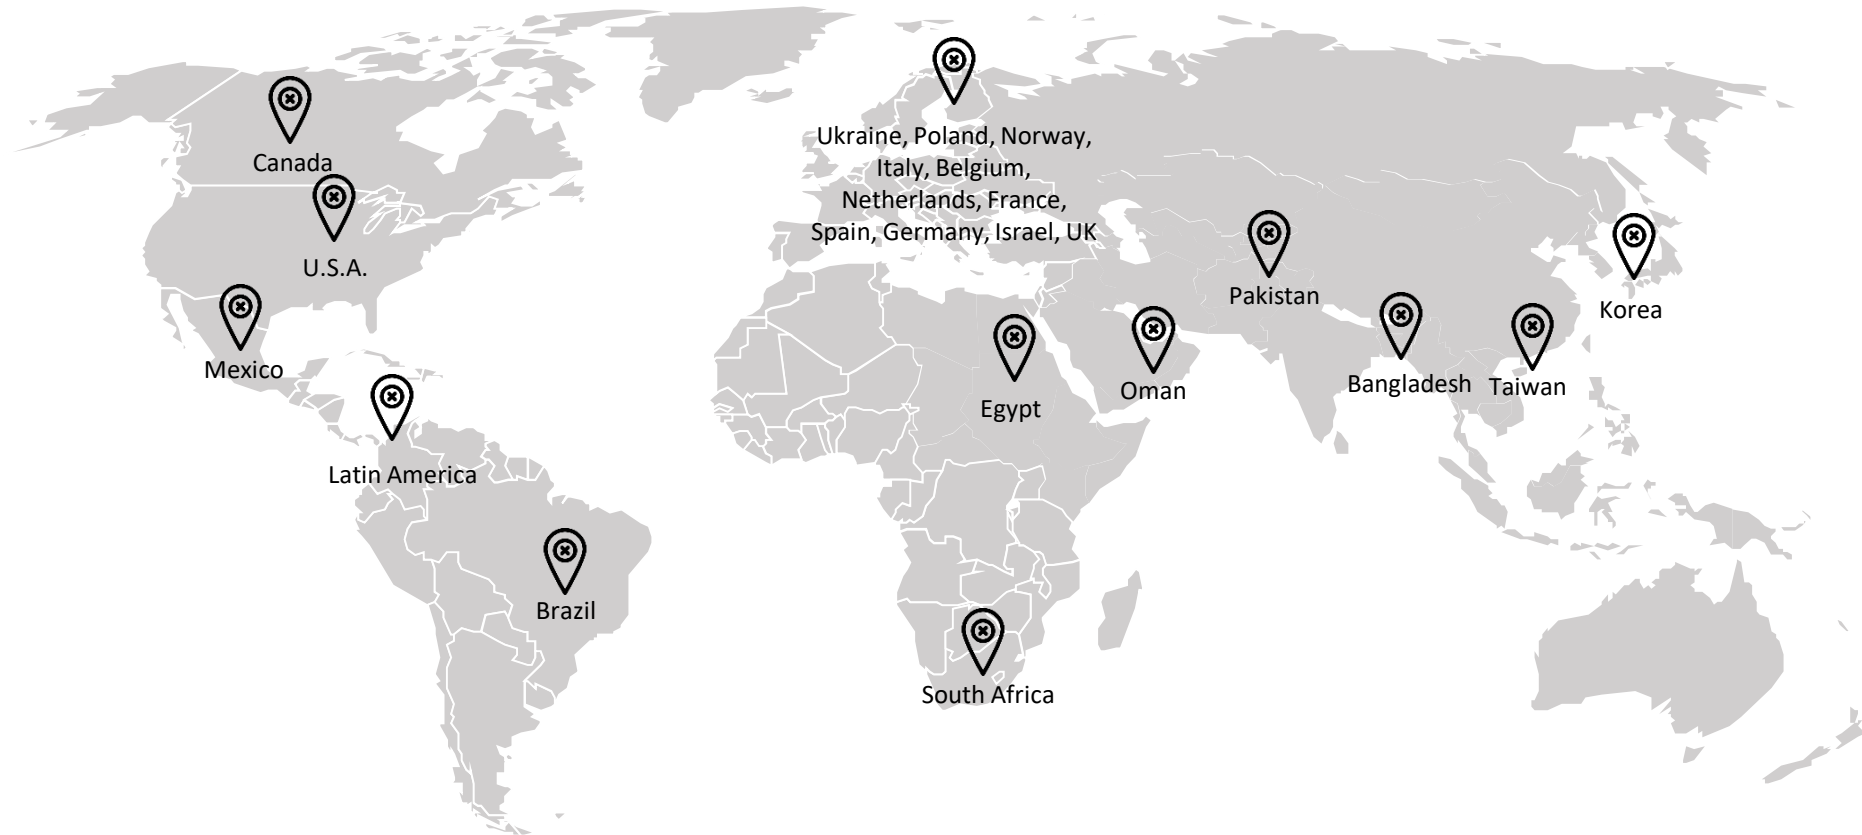 Ukraine, Poland, Norway,
Italy, Belgium,
Netherlands, France,
Spain, Germany, Israel, UK
Canada
U.S.A.
Mexico
Latin America
Brazil
Egypt
South Africa
Oman
Pakistan
Bangladesh
Taiwan
Korea